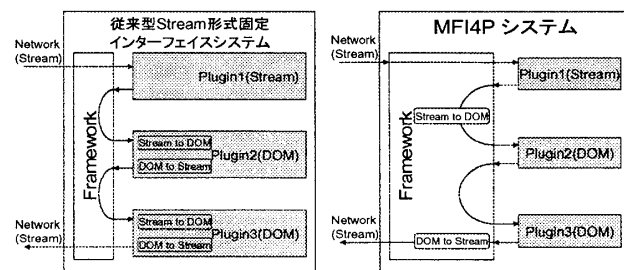 従来型Stream形式固定
インターフェイスシステム
Network
(Stream)
Framework
Plugin1(Stream)
Stream to DOM
DOM to Stream
Plugin2(DOM)
Stream to DOM
DOM to Stream
Plugin3(DOM)
Network
(Stream)
MFI4P システム
Network
(Stream)
Framework
Plugin1(Stream)
Stream to DOM
Plugin2(DOM)
Network
(Stream)
DOM to Stream
Plugin3(DOM)